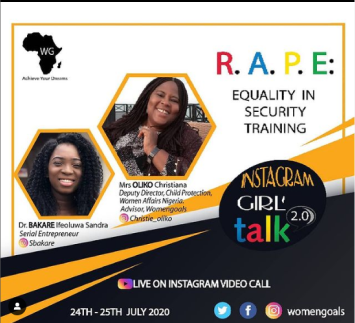 WG
Achieve Your Dreams
R. A. P. E:
EQUALITY IN
SECURITY
TRAINING
Mrs OLIKO Christiana
Deputy Director, Child Protection,
Women Affairs Nigeria.
Advisor, Womengoals
Christie_oliko
Dr. BAKARE Ifeoluwa Sandra
Serial Entrepreneur
Sbakare
INSTAGRAM
GIRL'
talk 2.0)
LIVE ON INSTAGRAM VIDEO CALL
24TH - 25TH JULY 2020
womengoals